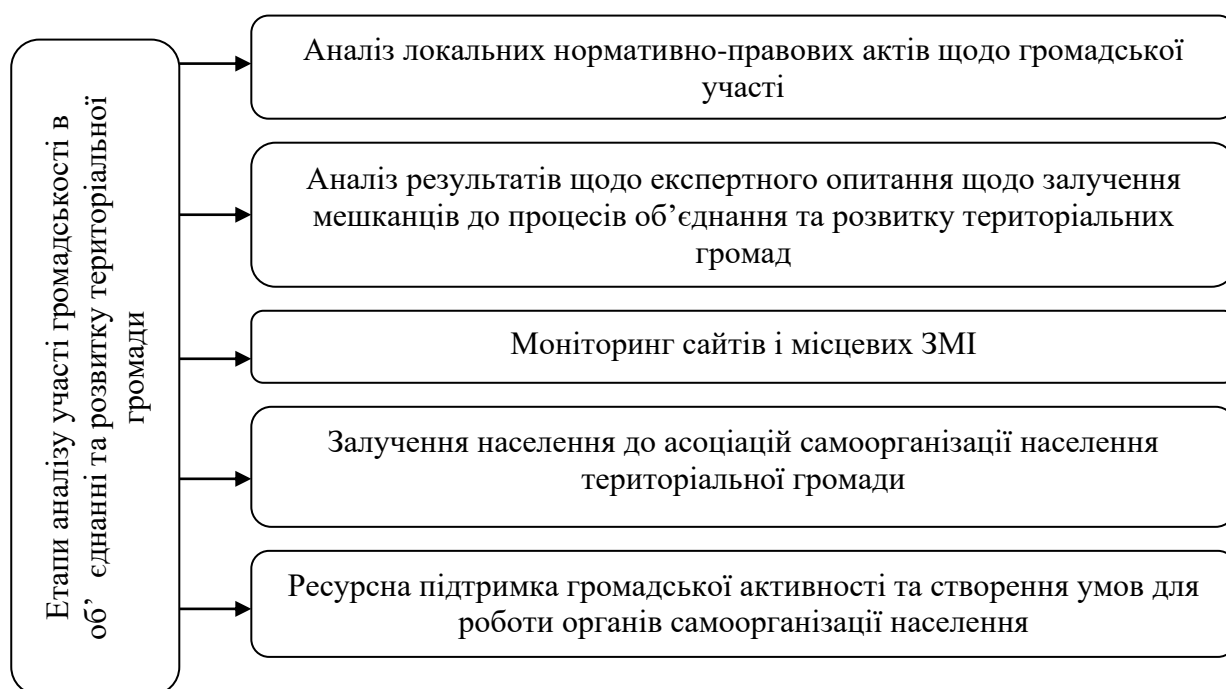 Етапи аналізу участі громадськості в
об’ єднанні та розвитку територіальної
громади
Аналіз локальних нормативно-правових актів щодо громадської
участі
Аналіз результатів щодо експертного опитання щодо залучення
мешканців до процесів об’єднання та розвитку територіальних
громад
Моніторинг сайтів і місцевих ЗМІ
Залучення населення до асоціацій самоорганізації населення
територіальної громади
Ресурсна підтримка громадської активності та створення умов для
роботи органів самоорганізації населення